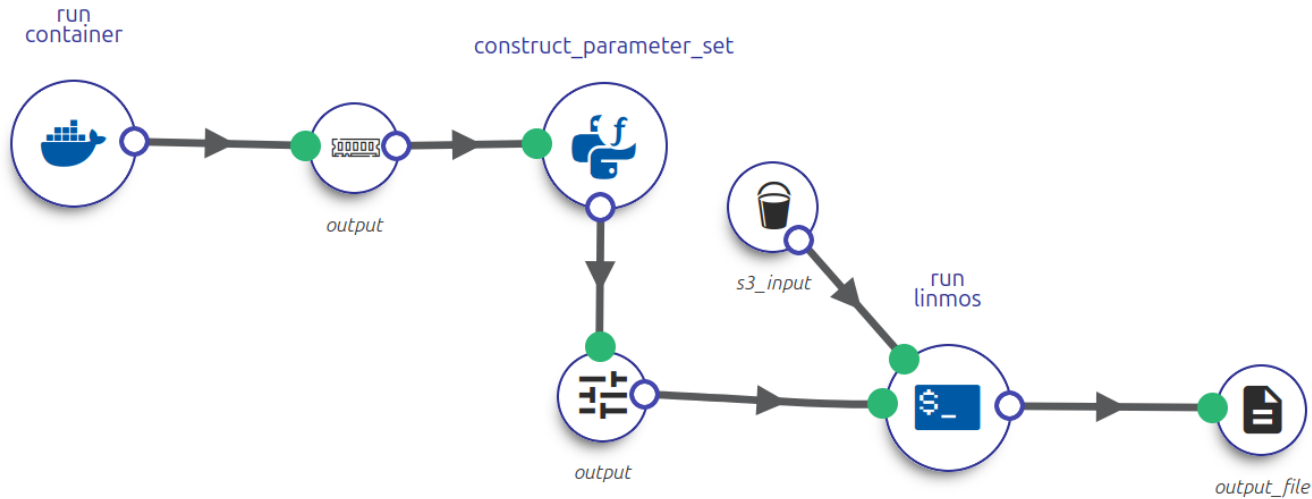 run
container
construct_parameter_set
output
s3_input
run
linmos
$_
output
output_file